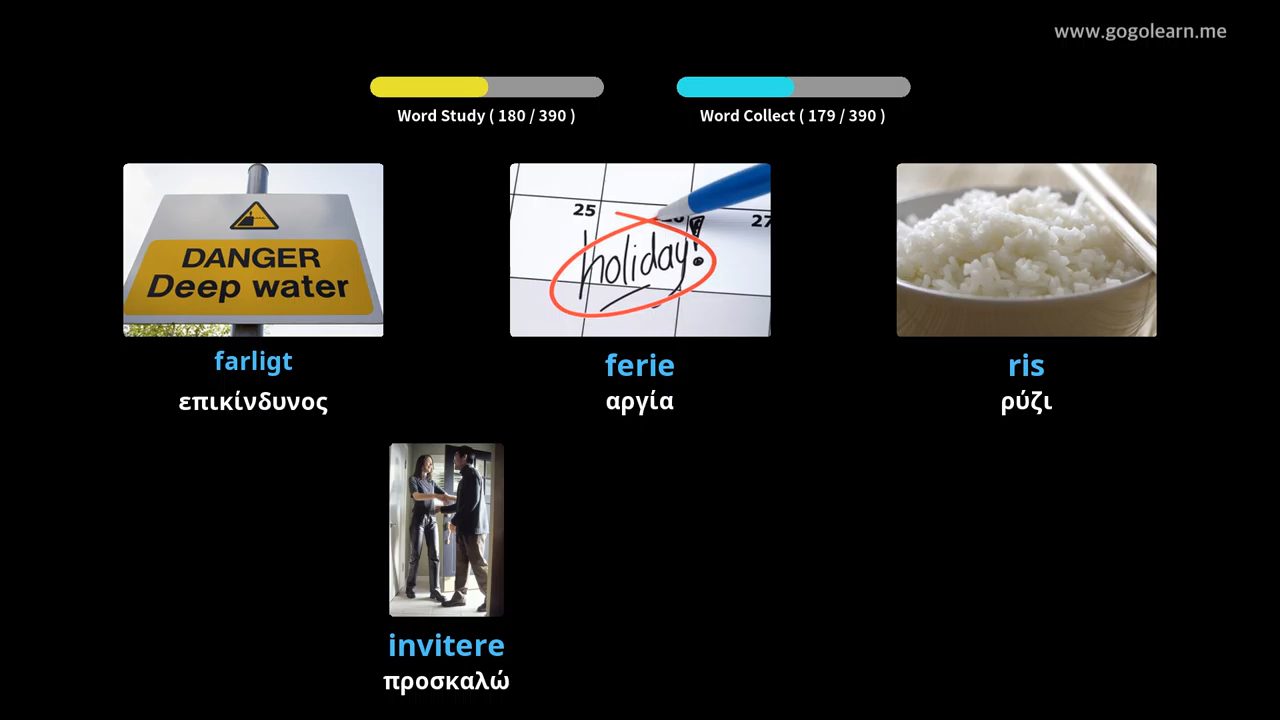 www.gogolearn.me
Word Study ( 180 / 390 )
Word Collect ( 179 / 390 )
DANGER
Deep water
25
27
holiday!
farligt
επικίνδυνος
ferie
αργία
ris
ρύζι
invitere
προσκαλώ